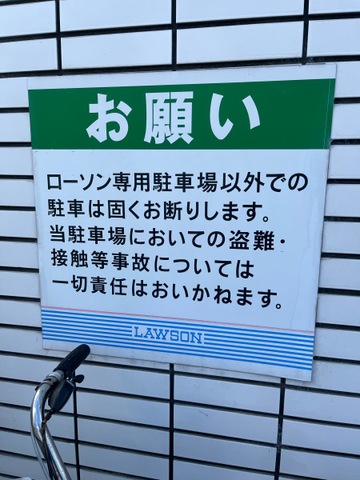 お願い
ローソン専用駐車場以外での
駐車は固くお断りします。
当駐車場においての盗難・
接触等事故については
一切責任はおいかねます。
LAWSON